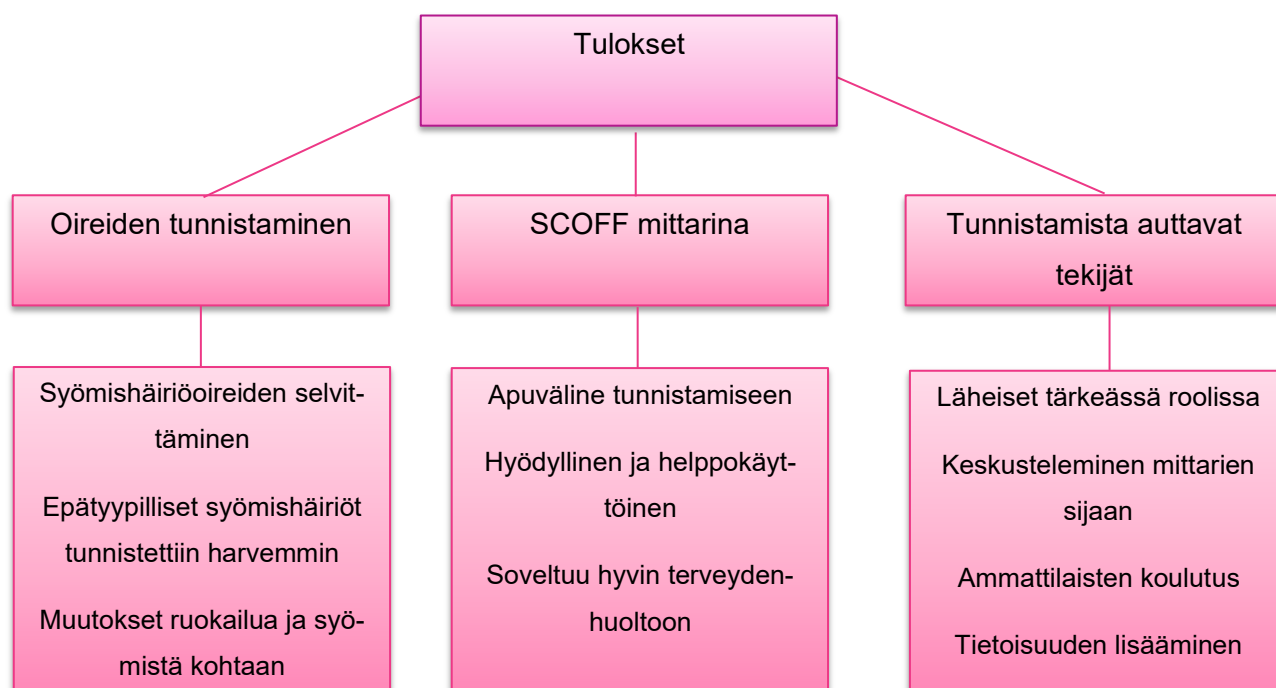 Tulokset
Oireiden tunnistaminen
SCOFF mittarina
Tunnistamista auttavat
tekijät
Syömishäiriöoireiden selvit-
täminen
Epätyypilliset syömishäiriöt
tunnistettiin harvemmin
Muutokset ruokailua ja syö-
mistä kohtaan
Apuväline tunnistamiseen
Hyödyllinen ja helppokäyt-
töinen
Soveltuu hyvin terveyden-
huoltoon
Läheiset tärkeässä roolissa
Keskusteleminen mittarien
sijaan
Ammattilaisten koulutus
Tietoisuuden lisääminen